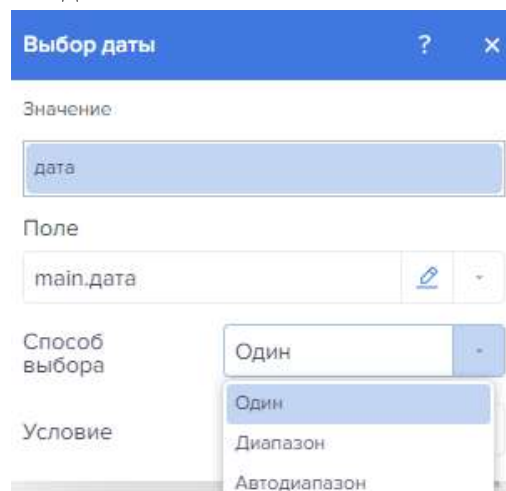 Выбор даты ? ×
Значение
дата
Поле
main.дата
Способ
выбора
Один
Один
Условие
Диапазон
Автодиапазон